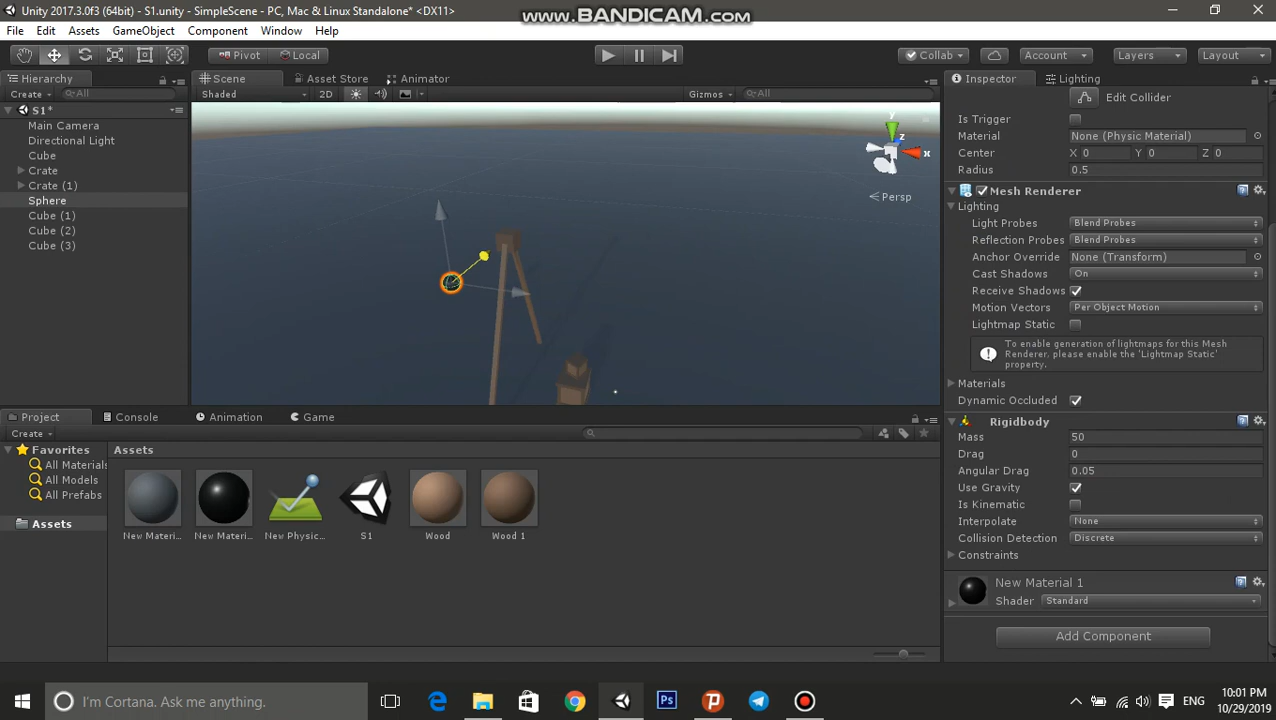 Unity 2017.3.0f3 (64bit) - S1.unity - SimpleScene - PC, Mac & Linux Standalone* <DX11>
www.BANDICAM.com
File Edit Assets GameObject Component Window Help
Pivot Local Collab Account Layers Layout
Hierarchy Scene Asset Store Animator Inspector Lighting
Create All Shaded 2D Gizmos All Edit Collider
S1*
Main Camera
Directional Light
Cube
Crate
Crate (1)
Sphere
Cube (1)
Cube (2)
Cube (3)
y
z
x
Persp
Is Trigger
Material None (Physic Material)
Center X 0 Y 0 Z 0
Radius 0.5
Mesh Renderer
Lighting
Light Probes Blend Probes
Reflection Probes Blend Probes
Anchor Override None (Transform)
Cast Shadows On
Receive Shadows
Motion Vectors Per Object Motion
Lightmap Static
To enable generation of lightmaps for this Mesh
Renderer, please enable the 'Lightmap Static'
property.
Materials
Dynamic Occluded
Rigidbody
Mass 50
Drag 0
Angular Drag 0.05
Use Gravity
Is Kinematic
Interpolate None
Collision Detection Discrete
Constraints
New Material 1
Shader Standard
Add Component
Project Console Animation Game
Create
Favorites
All Materials
All Models
All Prefabs
Assets
Assets
New Materi... New Materi... New Physic... S1 Wood Wood 1
I'm Cortana. Ask me anything.
Ps
ENG
10:01 PM
10/29/2019